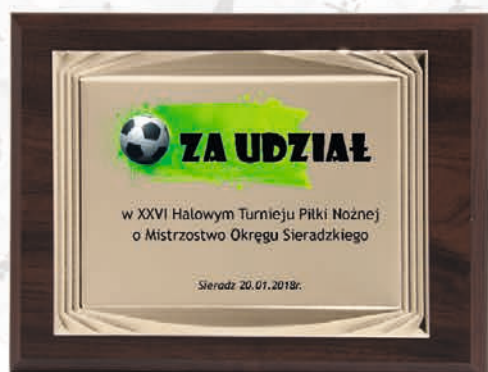 ZA UDZIAŁ
w XXVI Halowym Turnieju Piłki Nożnej
o Mistrzostwo Okręgu Sieradzkiego
Sieradz 20.01.2018r.